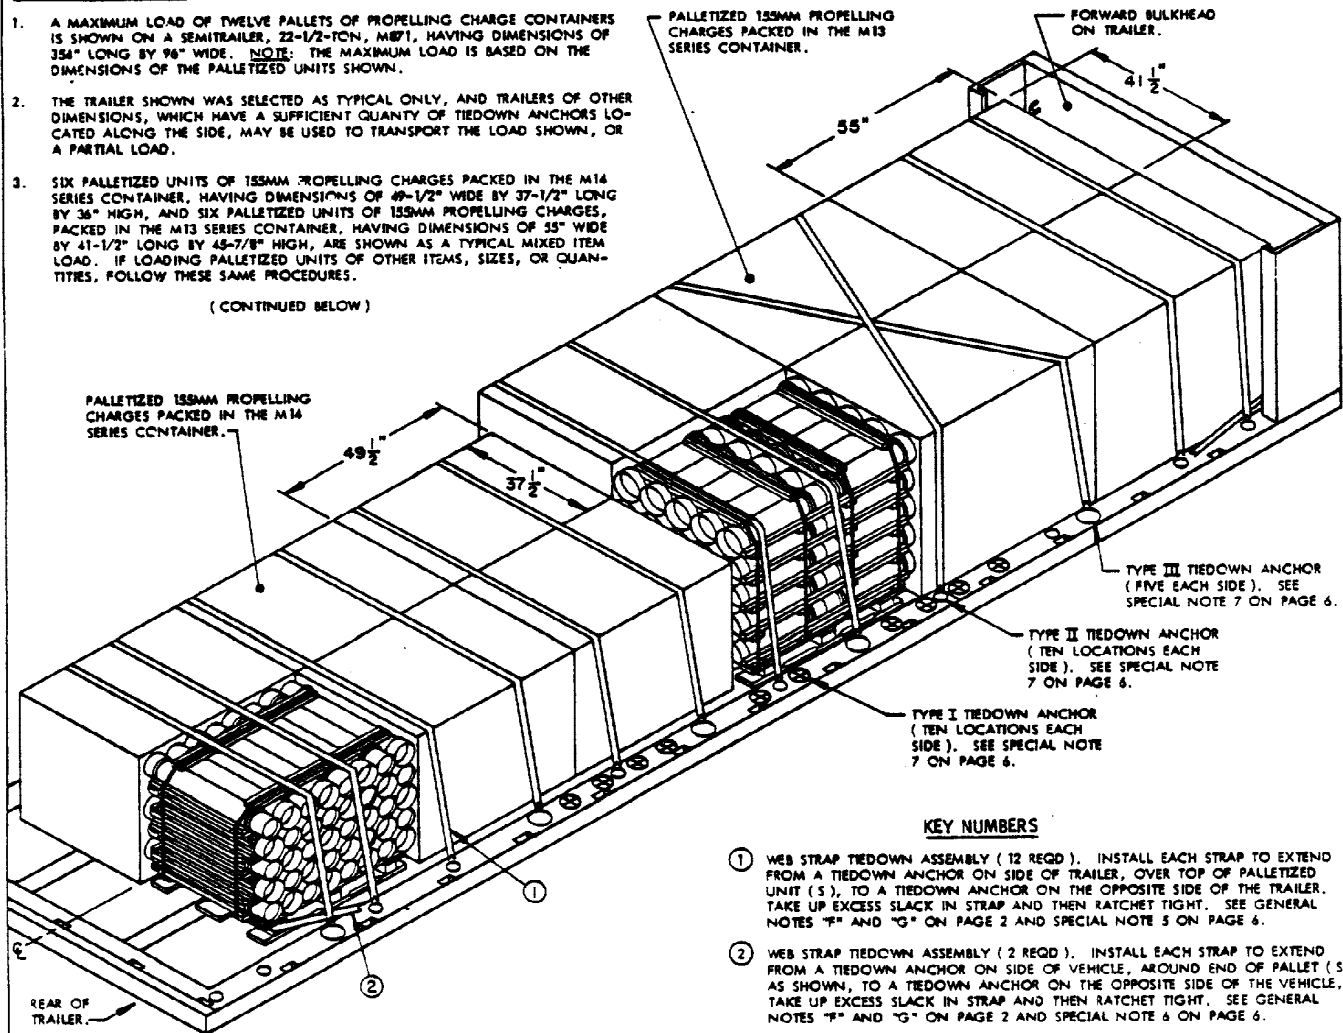 1. A MAXIMUM LOAD OF TWELVE PALLETS OF PROPELLING CHARGE CONTAINERS
IS SHOWN ON A SEMITRAILER, 22-1/2-TON, M871, HAVING DIMENSIONS OF
354" LONG BY 96" WIDE. NOTE: THE MAXIMUM LOAD IS BASED ON THE
DIMENSIONS OF THE PALLETIZED UNITS SHOWN.
2. THE TRAILER SHOWN WAS SELECTED AS TYPICAL ONLY, AND TRAILERS OF OTHER
DIMENSIONS, WHICH HAVE A SUFFICIENT QUANTY OF TIEDOWN ANCHORS LO-
CATED ALONG THE SIDE, MAY BE USED TO TRANSPORT THE LOAD SHOWN, OR
A PARTIAL LOAD.
3. SIX PALLETIZED UNITS OF 155MM PROPELLING CHARGES PACKED IN THE M14
SERIES CONTAINER, HAVING DIMENSIONS OF 49-1/2" WIDE BY 37-1/2" LONG
BY 36" HIGH, AND SIX PALLETIZED UNITS OF 155MM PROPELLING CHARGES,
PACKED IN THE M13 SERIES CONTAINER, HAVING DIMENSIONS OF 55" WIDE
BY 41-1/2" LONG BY 45-7/8" HIGH, ARE SHOWN AS A TYPICAL MIXED ITEM
LOAD. IF LOADING PALLETIZED UNITS OF OTHER ITEMS, SIZES, OR QUAN-
TITIES, FOLLOW THESE SAME PROCEDURES.
(CONTINUED BELOW)
PALLETIZED 155MM PROPELLING
CHARGES PACKED IN THE M13
SERIES CONTAINER.
FORWARD BULKHEAD
ON TRAILER.
41 1/2"
55"
PALLETIZED 155MM PROPELLING
CHARGES PACKED IN THE M14
SERIES CONTAINER.
49 1/2"
37 1/2"
TYPE III TIEDOWN ANCHOR
(FIVE EACH SIDE). SEE
SPECIAL NOTE 7 ON PAGE 6.
TYPE II TIEDOWN ANCHOR
(TEN LOCATIONS EACH
SIDE). SEE SPECIAL NOTE
7 ON PAGE 6.
TYPE I TIEDOWN ANCHOR
(TEN LOCATIONS EACH
SIDE). SEE SPECIAL NOTE
7 ON PAGE 6.
1
2
REAR OF
TRAILER.
KEY NUMBERS
① WEB STRAP TIEDOWN ASSEMBLY (12 REQD). INSTALL EACH STRAP TO EXTEND
FROM A TIEDOWN ANCHOR ON SIDE OF TRAILER, OVER TOP OF PALLETIZED
UNIT (S), TO A TIEDOWN ANCHOR ON THE OPPOSITE SIDE OF THE TRAILER.
TAKE UP EXCESS SLACK IN STRAP AND THEN RATCHET TIGHT. SEE GENERAL
NOTES "F" AND "G" ON PAGE 2 AND SPECIAL NOTE 5 ON PAGE 6.
② WEB STRAP TIEDOWN ASSEMBLY (2 REQD). INSTALL EACH STRAP TO EXTEND
FROM A TIEDOWN ANCHOR ON SIDE OF VEHICLE, AROUND END OF PALLET (S
AS SHOWN, TO A TIEDOWN ANCHOR ON THE OPPOSITE SIDE OF THE VEHICLE,
TAKE UP EXCESS SLACK IN STRAP AND THEN RATCHET TIGHT. SEE GENERAL
NOTES "F" AND "G" ON PAGE 2 AND SPECIAL NOTE 6 ON PAGE 6.